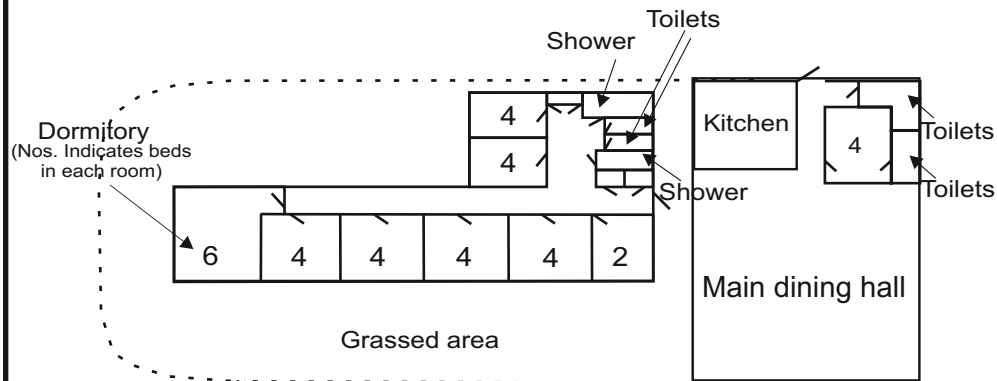 Toilets
Shower
Dormitory
(Nos. Indicates beds
in each room)
4
4
Kitchen
4
Toilets
Toilets
Shower
6
4
4
4
4
2
Main dining hall
Grassed area